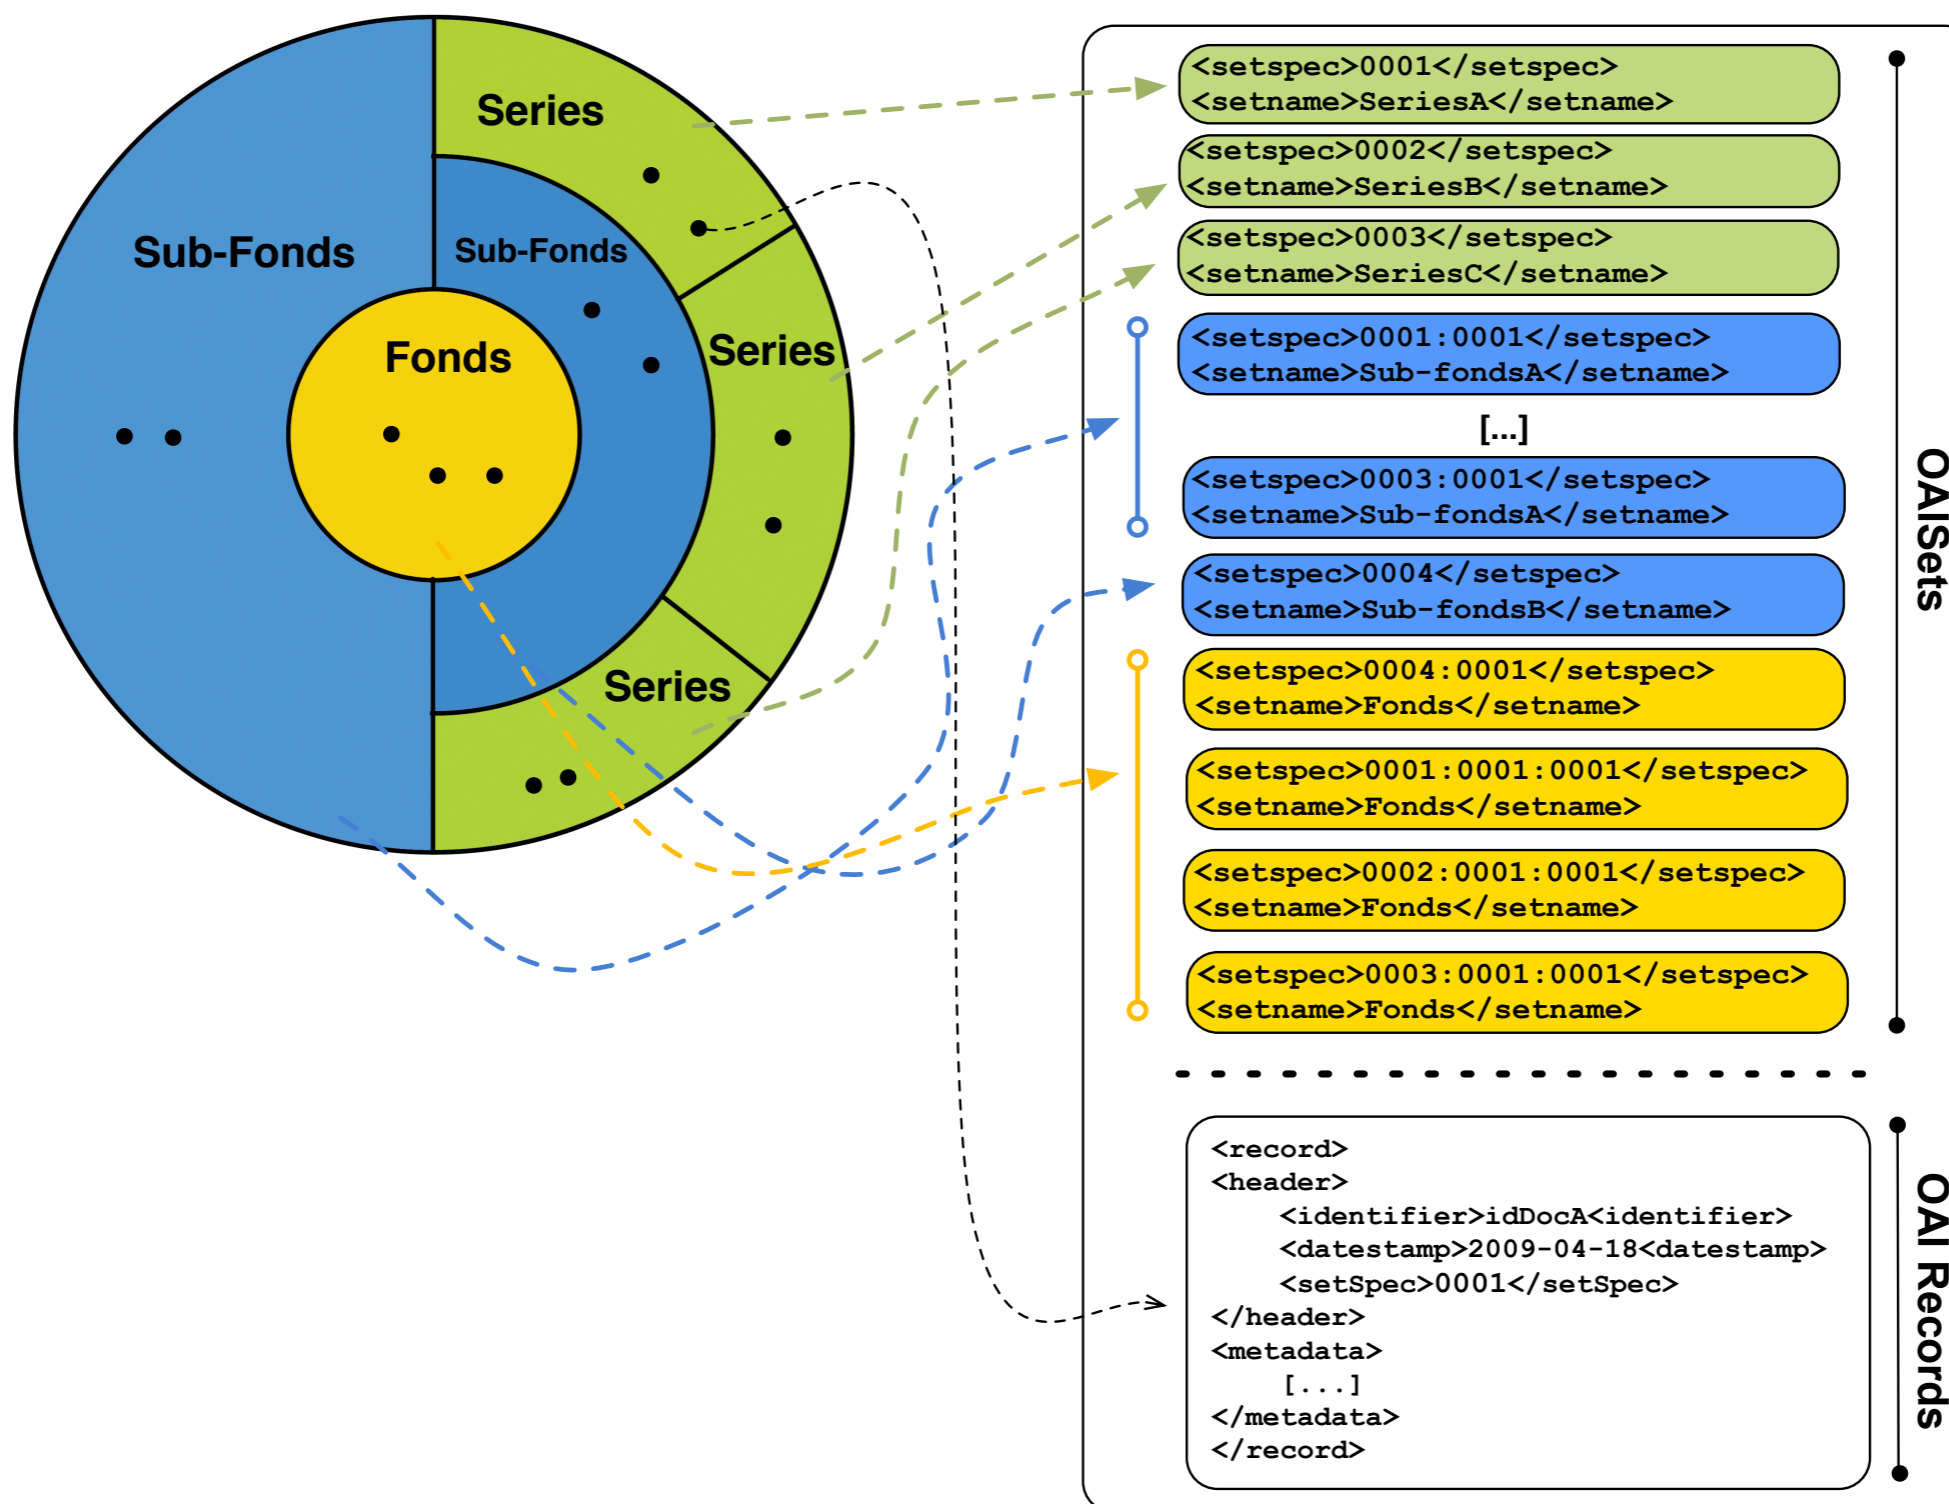 Series
Sub-Fonds
Sub-Fonds
Fonds
Series
Series
<setspec>0001</setspec>
<setname>SeriesA</setname>
<setspec>0002</setspec>
<setname>SeriesB</setname>
<setspec>0003</setspec>
<setname>SeriesC</setname>
<setspec>0001:0001</setspec>
<setname>Sub-fondsA</setname>
[...]
<setspec>0003:0001</setspec>
<setname>Sub-fondsA</setname>
<setspec>0004</setspec>
<setname>Sub-fondsB</setname>
<setspec>0004:0001</setspec>
<setname>Fonds</setname>
<setspec>0001:0001:0001</setspec>
<setname>Fonds</setname>
<setspec>0002:0001:0001</setspec>
<setname>Fonds</setname>
<setspec>0003:0001:0001</setspec>
<setname>Fonds</setname>
OAISets
<record>
<header>
<identifier>idDocA<identifier>
<datestamp>2009-04-18<datestamp>
<setSpec>0001</setSpec>
</header>
<metadata>
[...]
</metadata>
</record>
OAI Records